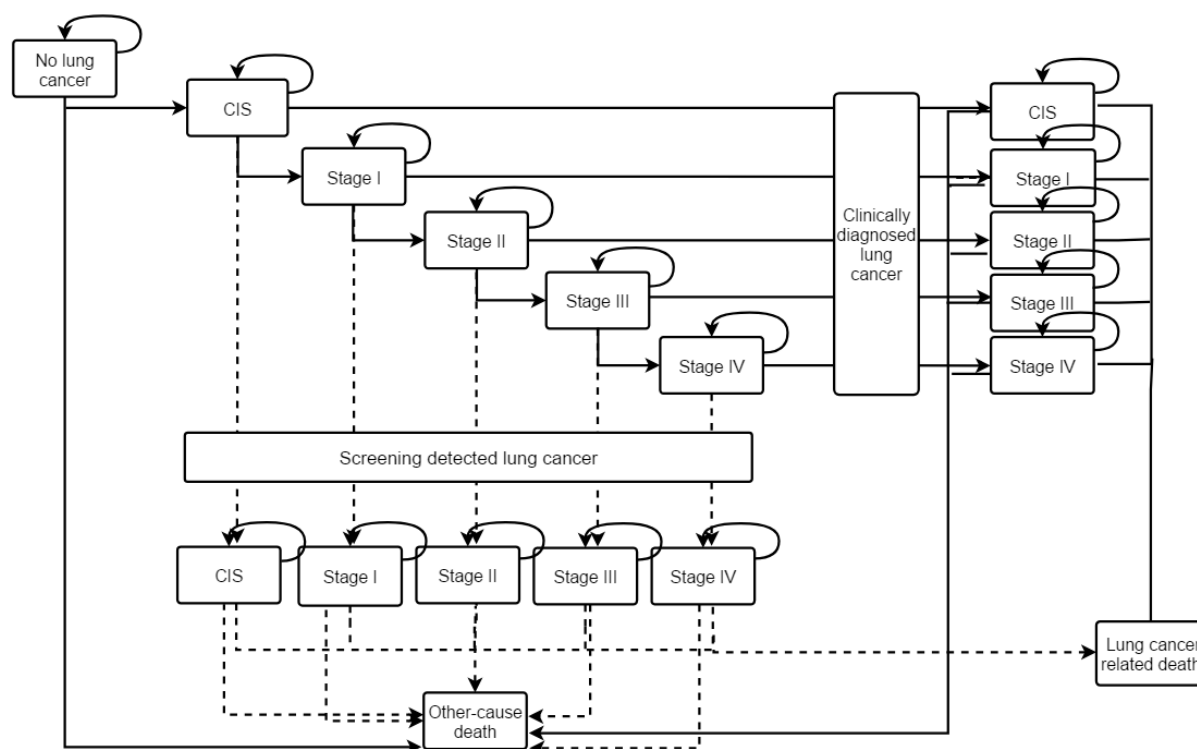 No lung
cancer
CIS
CIS
Stage I
Stage I
Stage II
Clinically
diagnosed
lung
cancer
Stage II
Stage III
Stage III
Stage IV
Stage IV
Screening detected lung cancer
CIS
Stage I
Stage II
Stage III
Stage IV
Lung cancer
related death
Other-cause
death